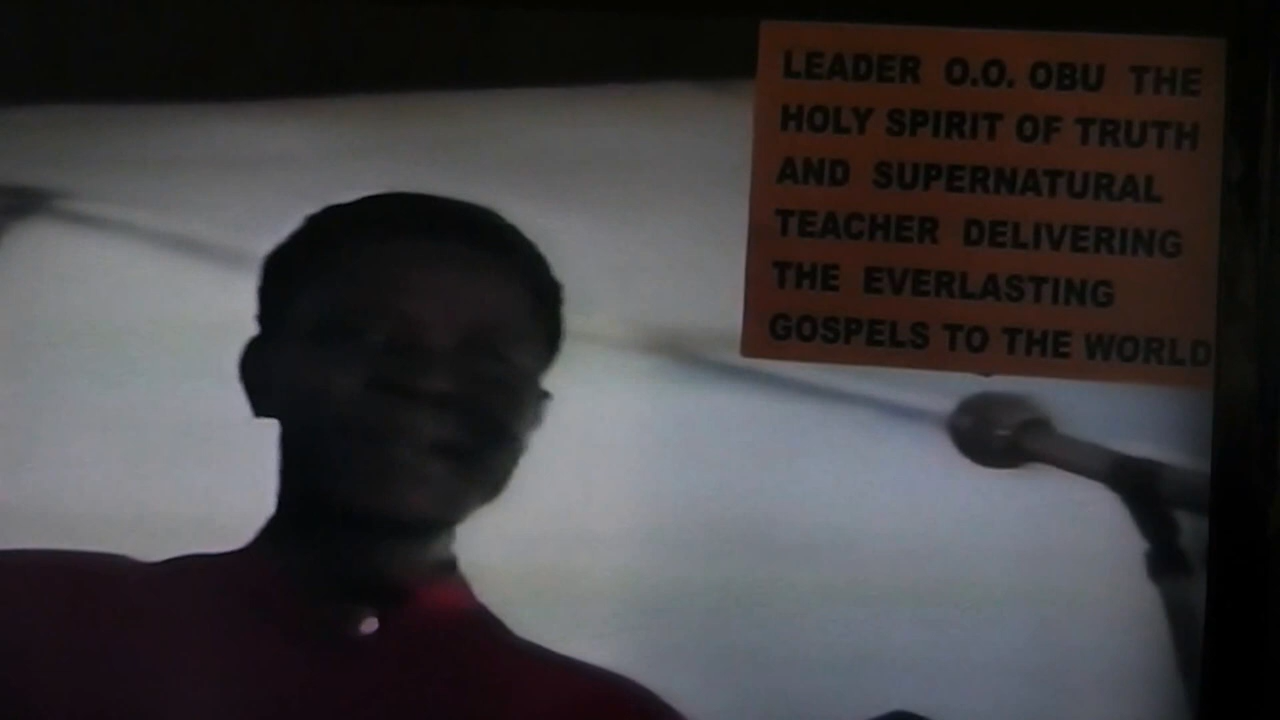 LEADER O.O. OBU THE
HOLY SPIRIT OF TRUTH
AND SUPERNATURAL
TEACHER DELIVERING
THE EVERLASTING
GOSPELS TO THE WORLD